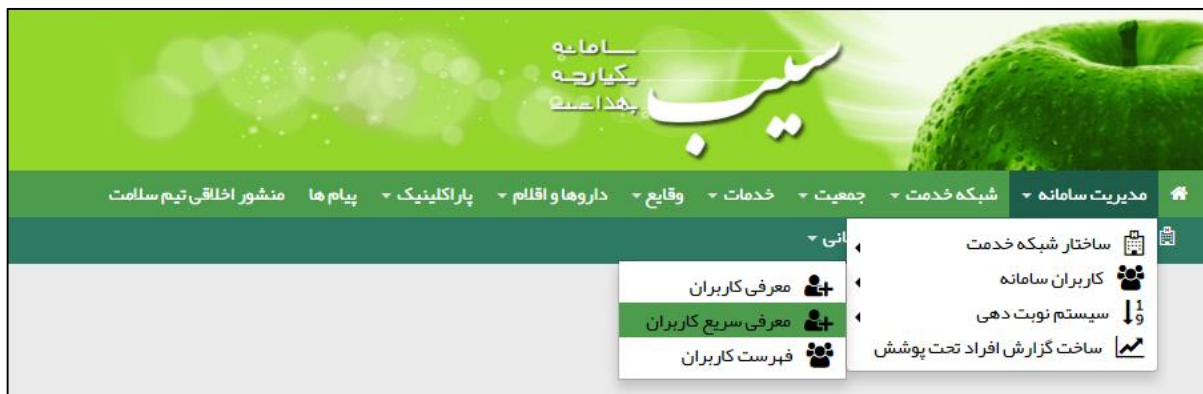 سامانه
یکپارچه
بهداشت
سیب
مدیریت سامانه شبکه خدمت جمعیت خدمات وقایع داروها و اقلام پاراکلینیک پیام ها منشور اخلاقی تیم سلامت
ساختار شبکه خدمت
کاربران سامانه
سیستم نوبت دهی
ساخت گزارش افراد تحت پوشش
معرفی کاربران
معرفی سریع کاربران
فهرست کاربران